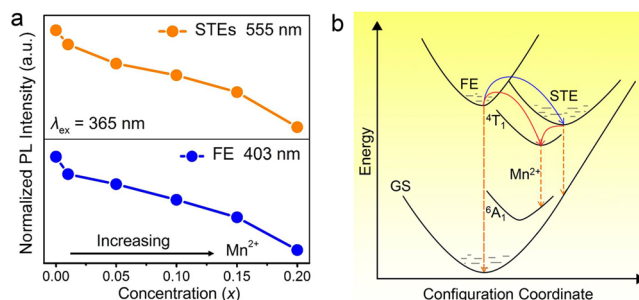 a
Normalized PL Intensity (a.u.)
STEs 555 nm
λex = 365 nm
FE 403 nm
Increasing
Mn2+
0.00 0.05 0.10 0.15 0.20
Concentration (x)
b
Energy
FE
STE
4T1
Mn2+
GS
6A1
Configuration Coordinate